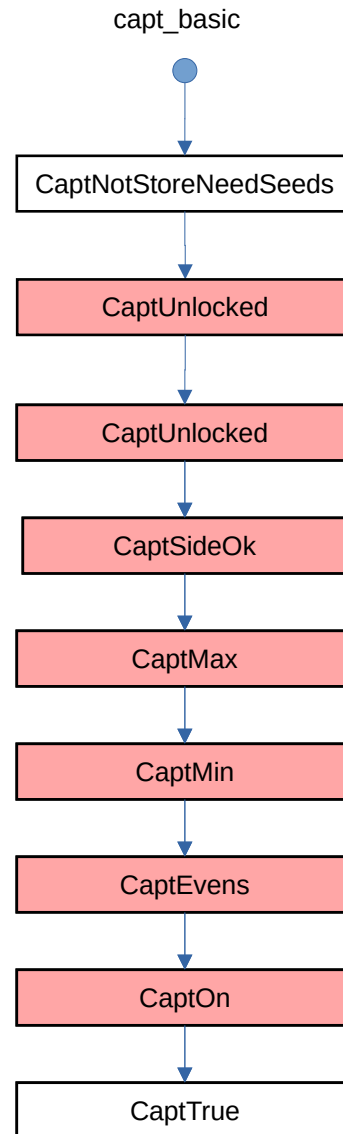 capt_basic
CaptNotStoreNeedSeeds
CaptUnlocked
CaptUnlocked
CaptSideOk
CaptMax
CaptMin
CaptEvens
CaptOn
CaptTrue